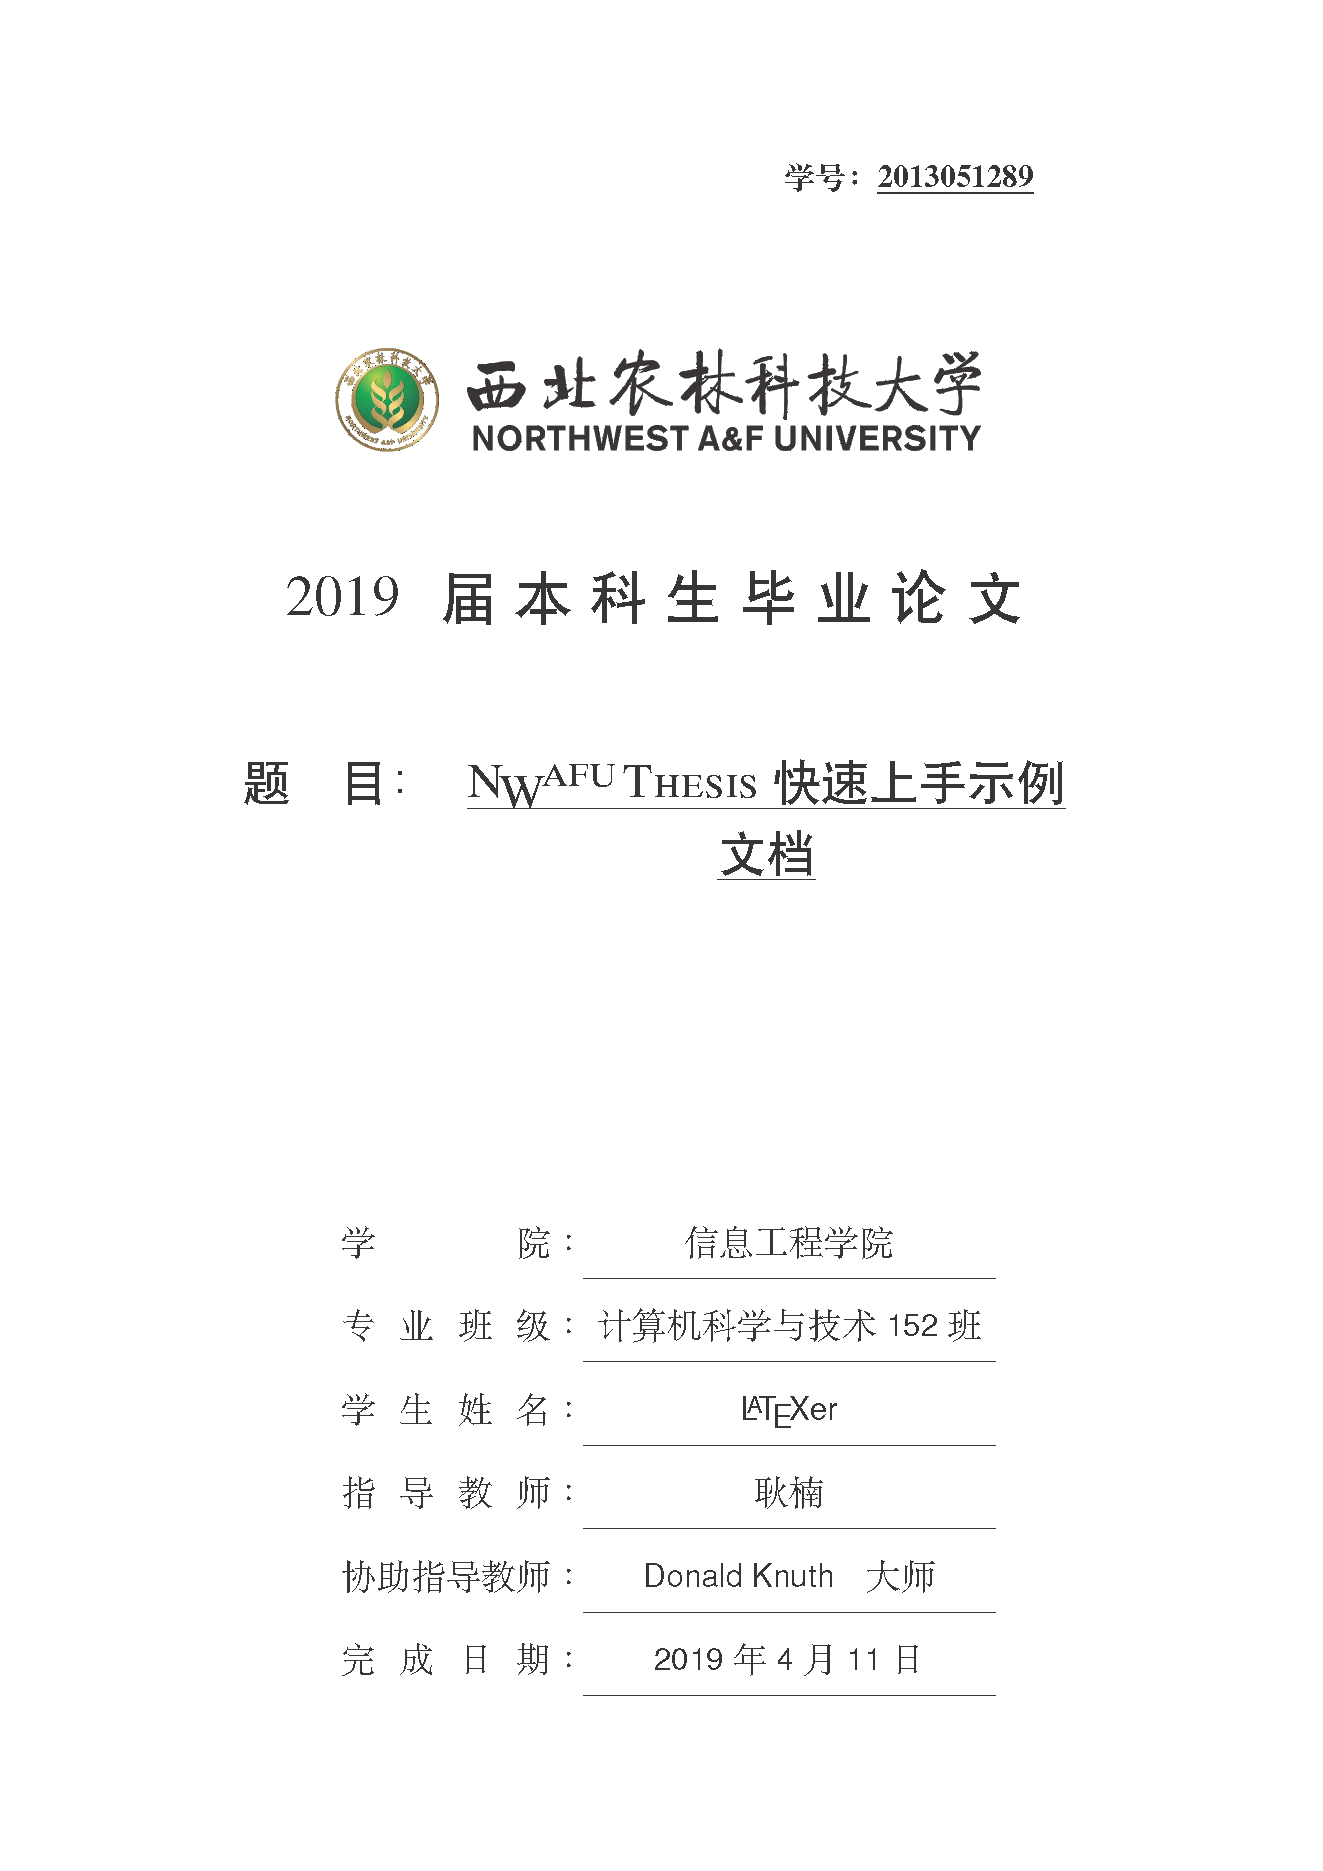 学号：2013051289
西北农林科技大学
NORTHWEST A&F UNIVERSITY
2019 届本科生毕业论文
题 目： NWAFUTHESIS 快速上手示例
文档
学 院： 信息工程学院
专 业 班 级： 计算机科学与技术 152 班
学 生 姓 名： LATEXer
指 导 教 师： 耿楠
协助指导教师： Donald Knuth 大师
完 成 日 期： 2019 年 4 月 11 日